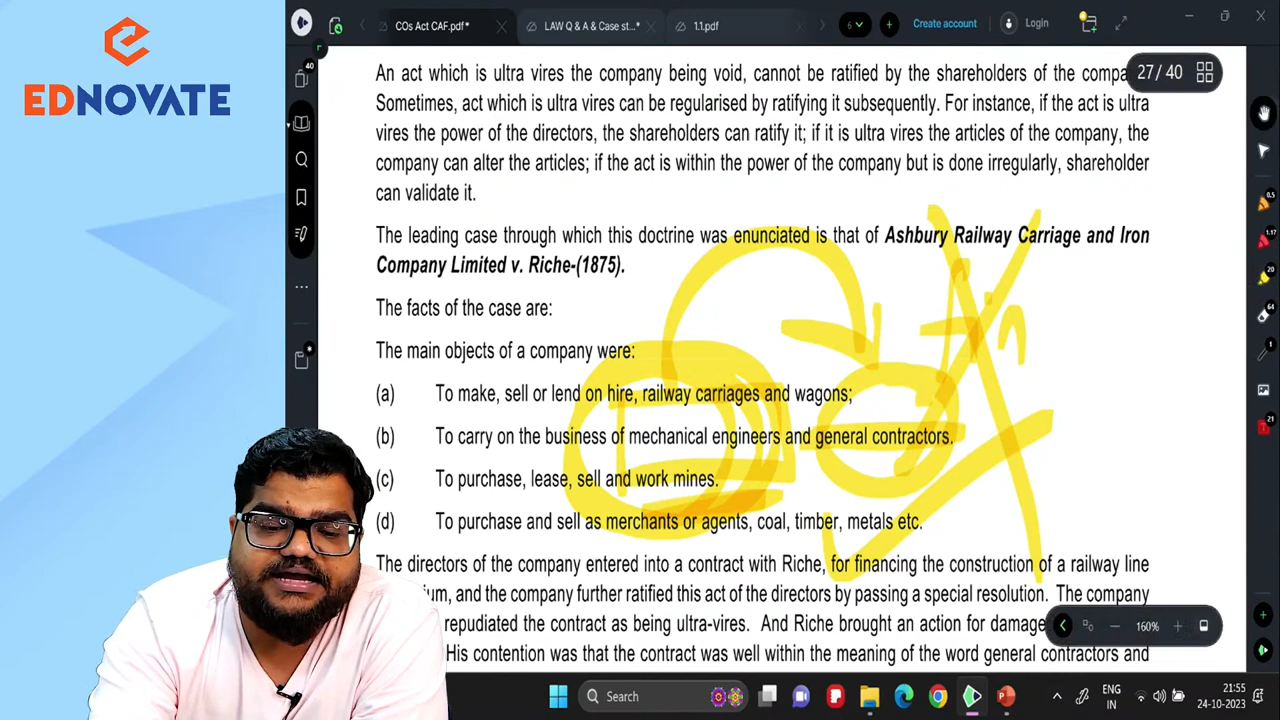 EDNOVATE
COs Act CAF.pdf*
LAW Q & A & Case st...*
1.1.pdf
6
Create account
Login
27 / 40
40
An act which is ultra vires the company being void, cannot be ratified by the shareholders of the compa
Sometimes, act which is ultra vires can be regularised by ratifying it subsequently. For instance, if the act is ultra
vires the power of the directors, the shareholders can ratify it; if it is ultra vires the articles of the company, the
company can alter the articles; if the act is within the power of the company but is done irregularly, shareholder
can validate it.
The leading case through which this doctrine was enunciated is that of Ashbury Railway Carriage and Iron
Company Limited v. Riche-(1875).
The facts of the case are:
The main objects of a company were:
(a) To make, sell or lend on hire, railway carriages and wagons;
(b) To carry on the business of mechanical engineers and general contractors.
(c) To purchase, lease, sell and work mines.
(d) To purchase and sell as merchants or agents, coal, timber, metals etc.
The directors of the company entered into a contract with Riche, for financing the construction of a railway line
ium, and the company further ratified this act of the directors by passing a special resolution. The company
repudiated the contract as being ultra-vires. And Riche brought an action for damage
His contention was that the contract was well within the meaning of the word general contractors and
0.5
1.17
20
64
1
21
160%
Search
ENG
IN
21:55
24-10-2023